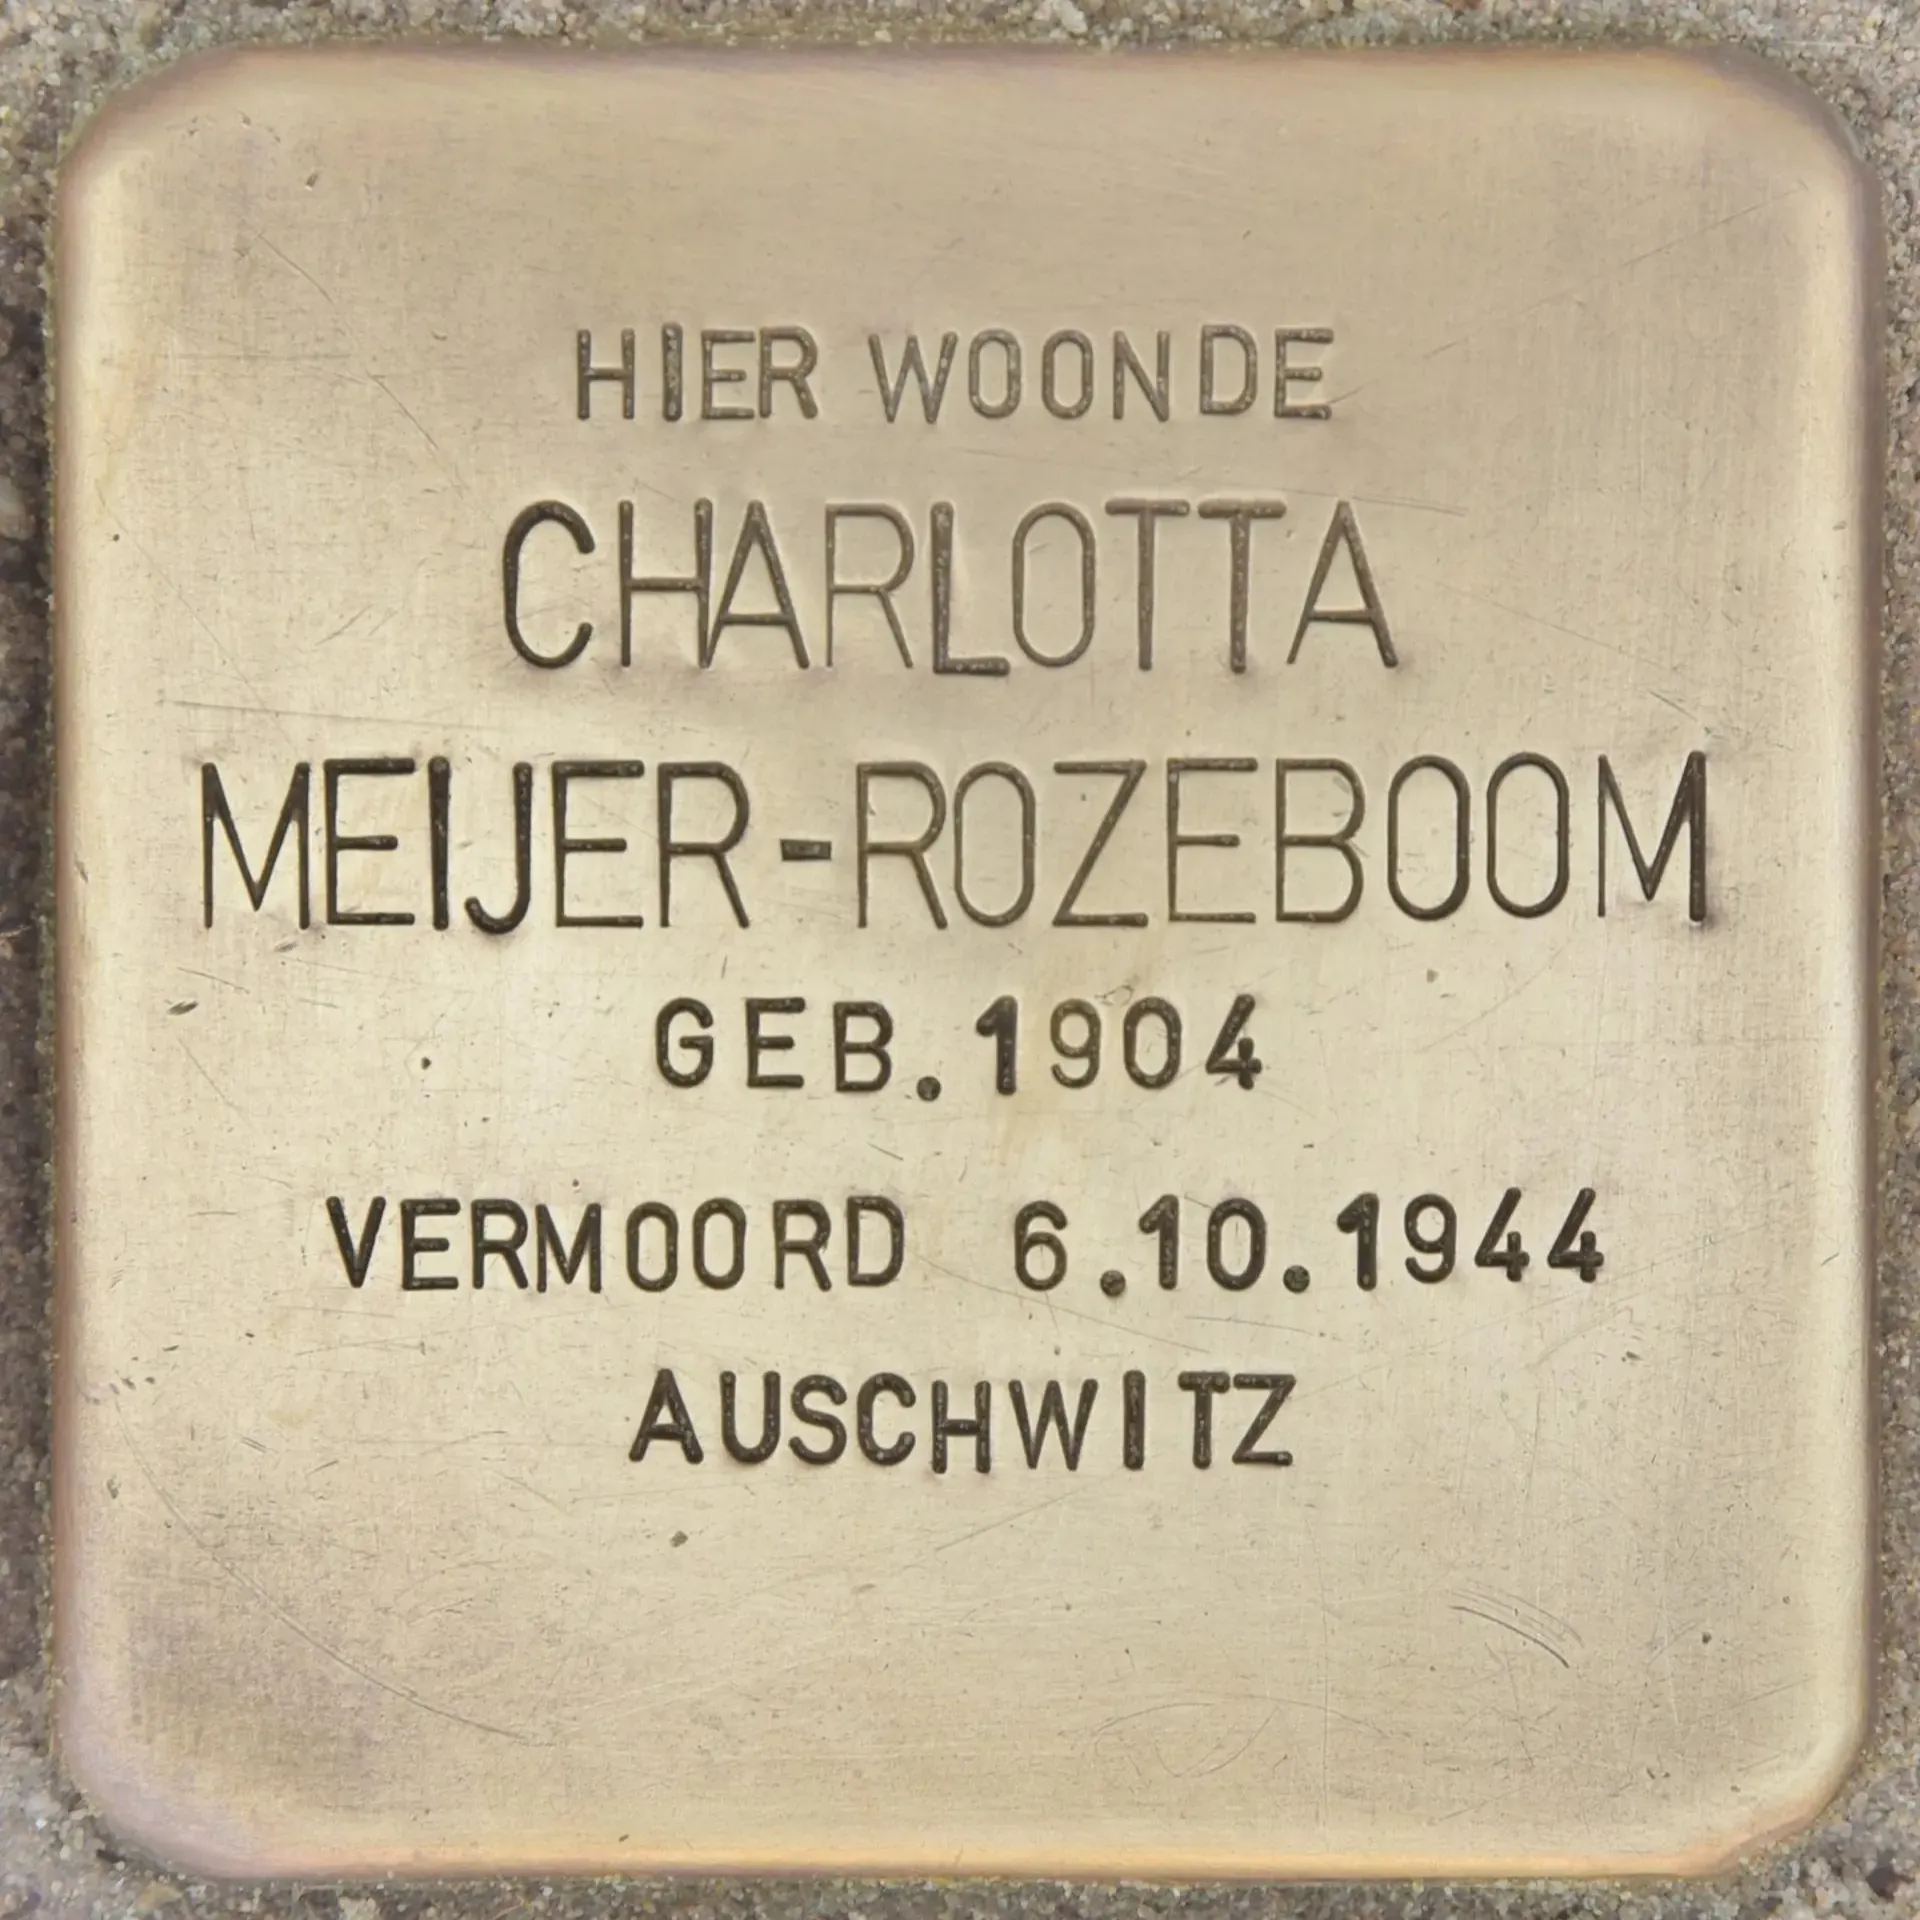 HIER WOONDE
CHARLOTTA
MEIJER-ROZEBOOM
GEB.1904
VERMOORD 6.10.1944
AUSCHWITZ